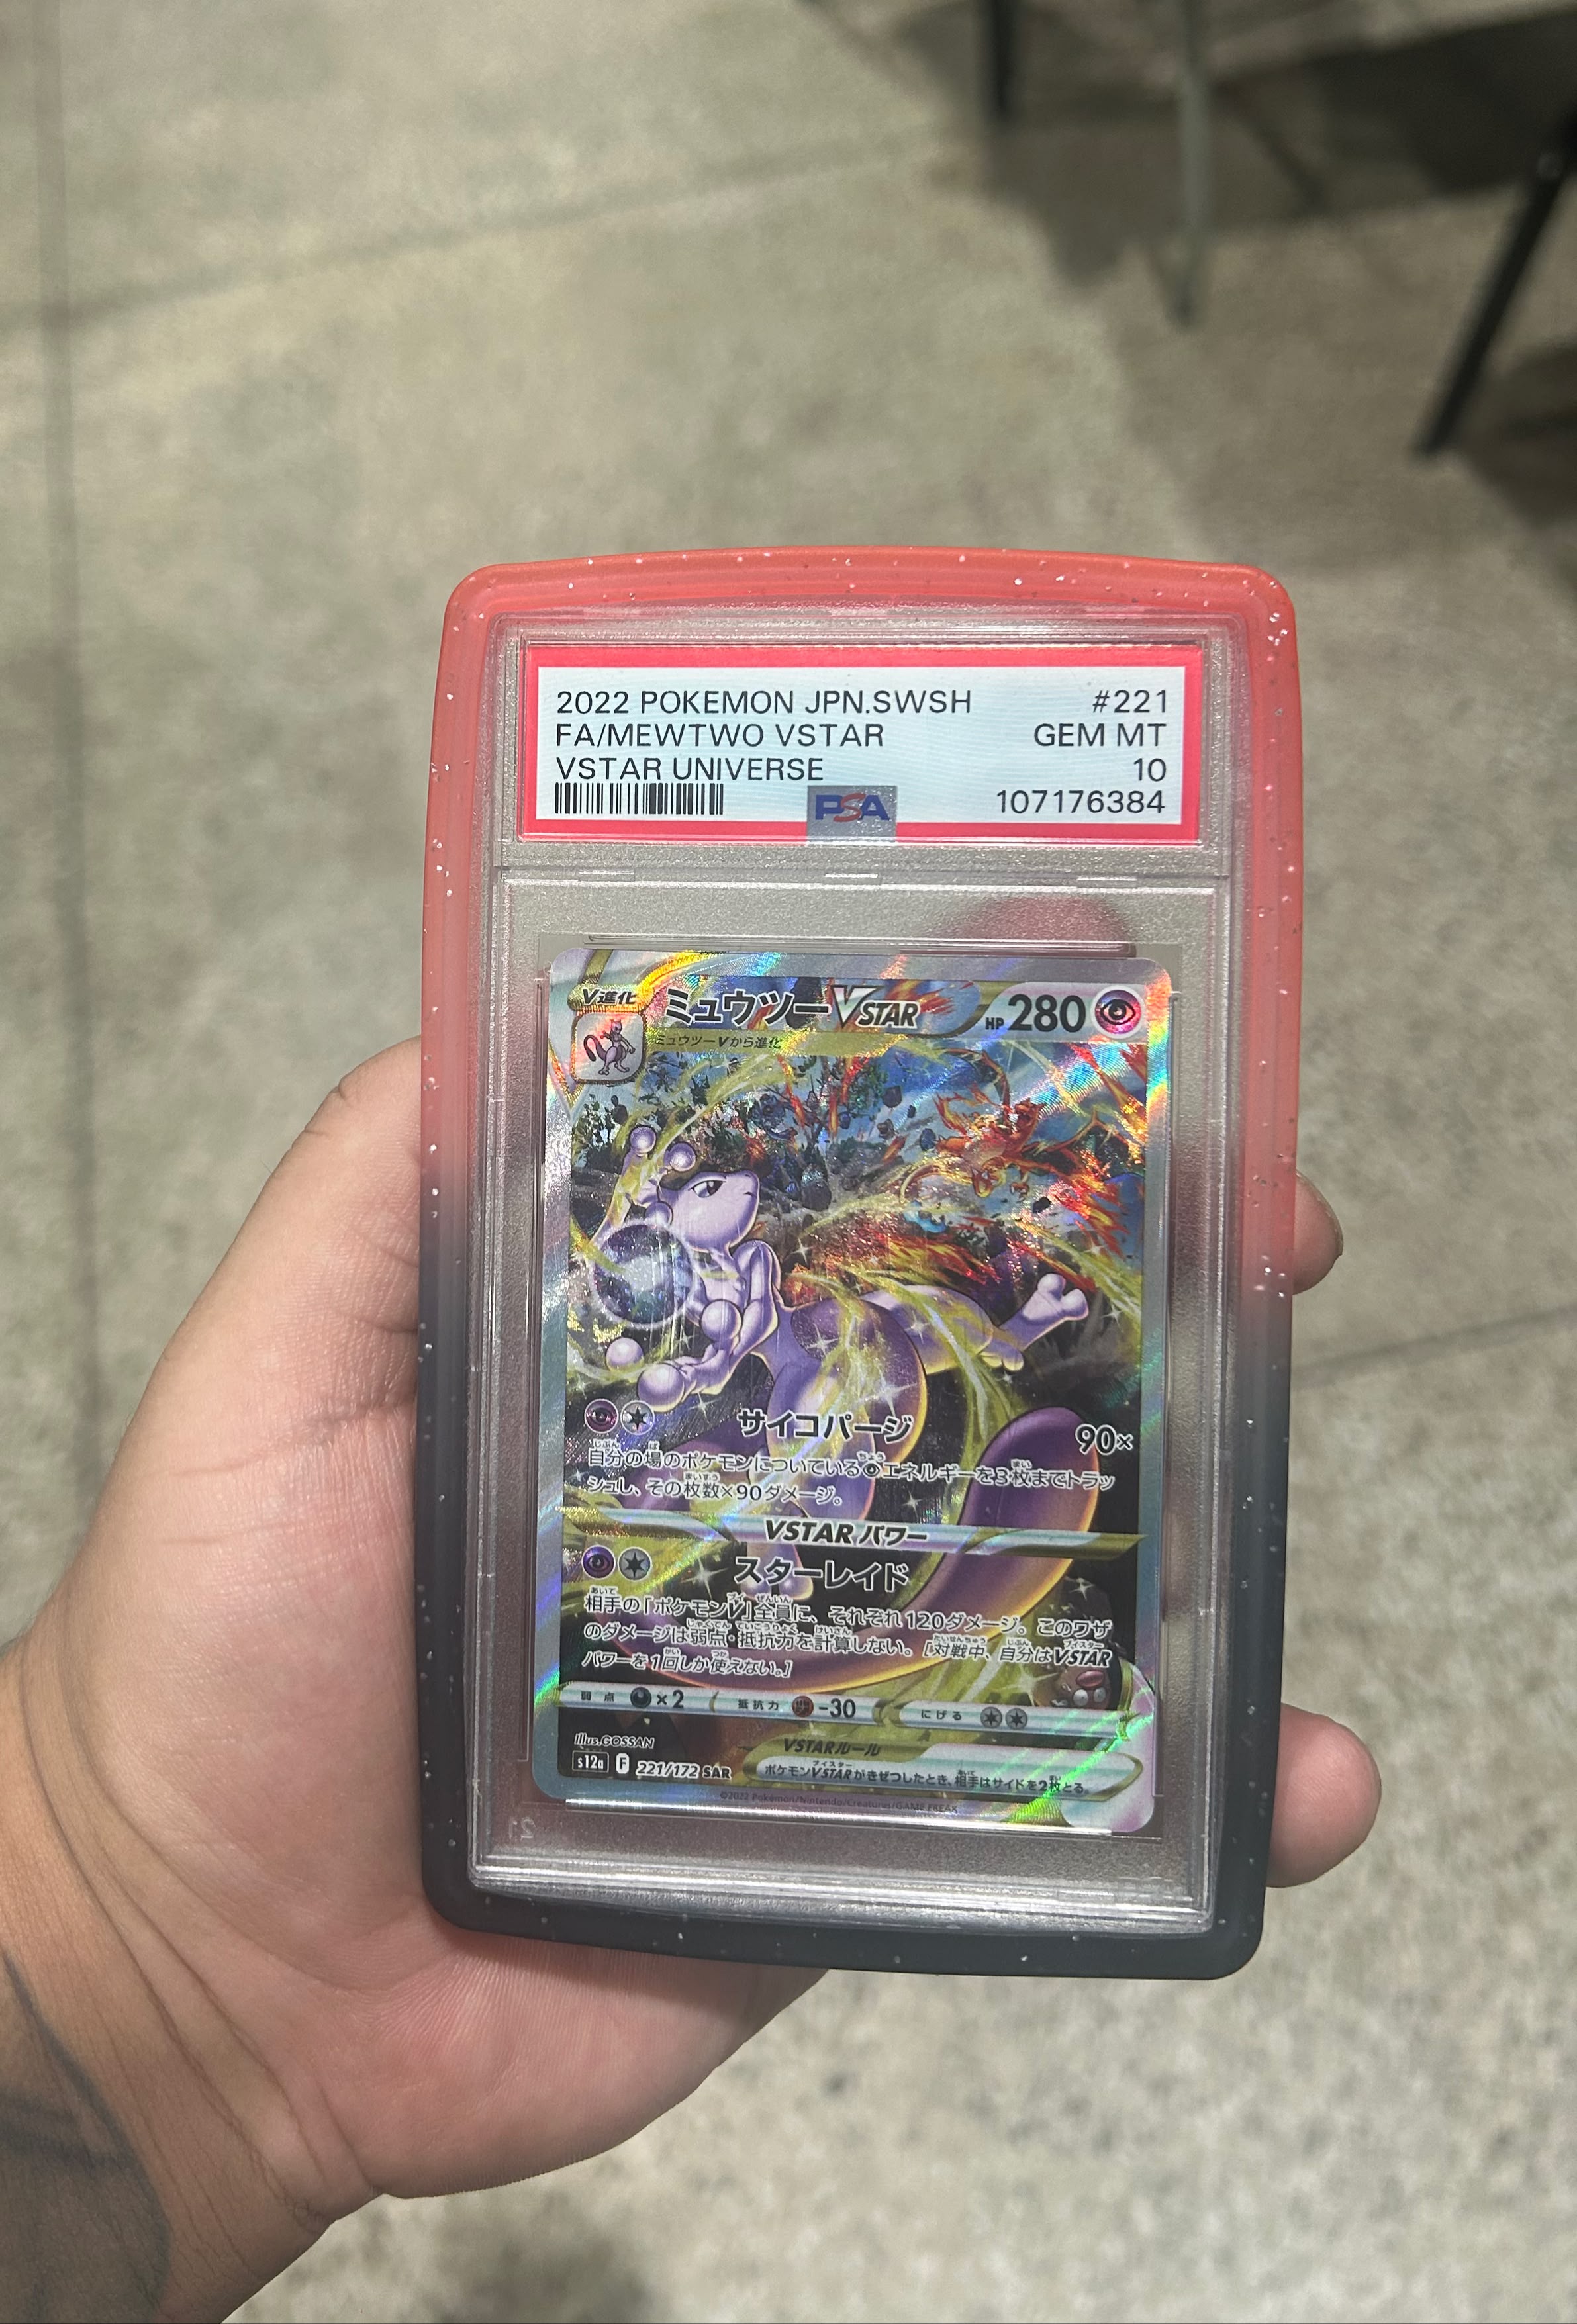 2022 POKEMON JPN.SWSH #221
FA/MEWTWO VSTAR GEM MT
VSTAR UNIVERSE 10
PSA 107176384
V進化 ミュウツーVSTAR HP 280
ミュウツーVから進化
サイコパージ 90×
自分の場のポケモンについているエネルギーを3枚までトラッ
シュし、その枚数×90ダメージ。
VSTARパワー
スターレイド
相手の「ポケモンV」全員に、それぞれ120ダメージ。このワザ
のダメージは弱点・抵抗力を計算しない。[対戦中、自分はVSTAR
パワーを1回しか使えない。]
弱点 ×2 抵抗力 -30 にげる
Illus.GOSSAN VSTARルール
s12a F 221/172 SAR ポケモンVSTARがきぜつしたとき、相手はサイドを2枚とる。
©2022 Pokémon/Nintendo/Creatures/GAME FREAK